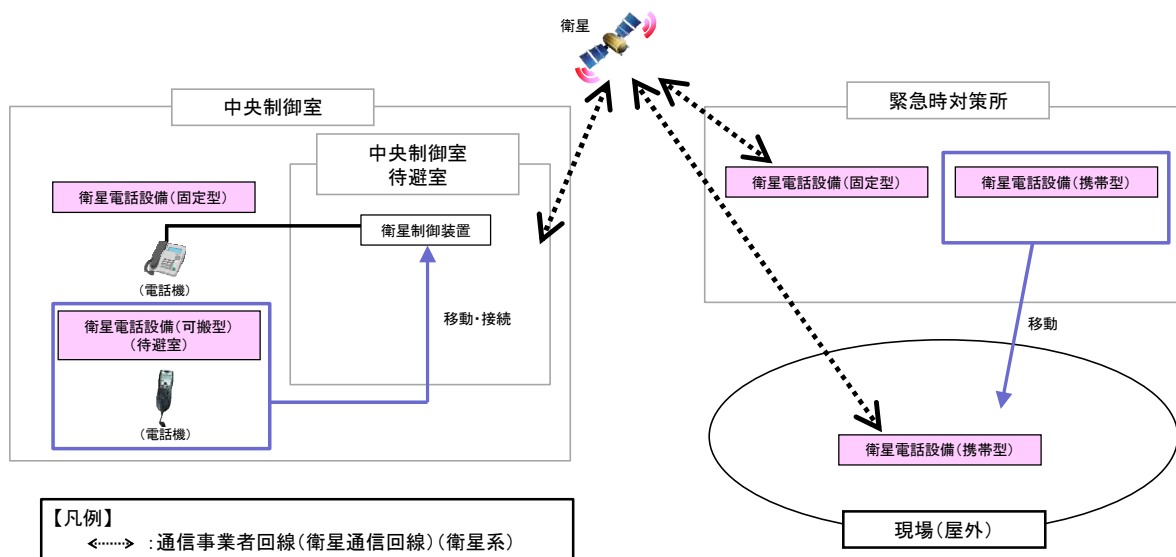 衛星
中央制御室
緊急時対策所
中央制御室
待避室
衛星電話設備(固定型)
衛星電話設備(固定型)
衛星電話設備(携帯型)
衛星制御装置
(電話機)
移動・接続
移動
衛星電話設備(可搬型)
(待避室)
(電話機)
衛星電話設備(携帯型)
現場(屋外)
【凡例】
:通信事業者回線(衛星通信回線)(衛星系)